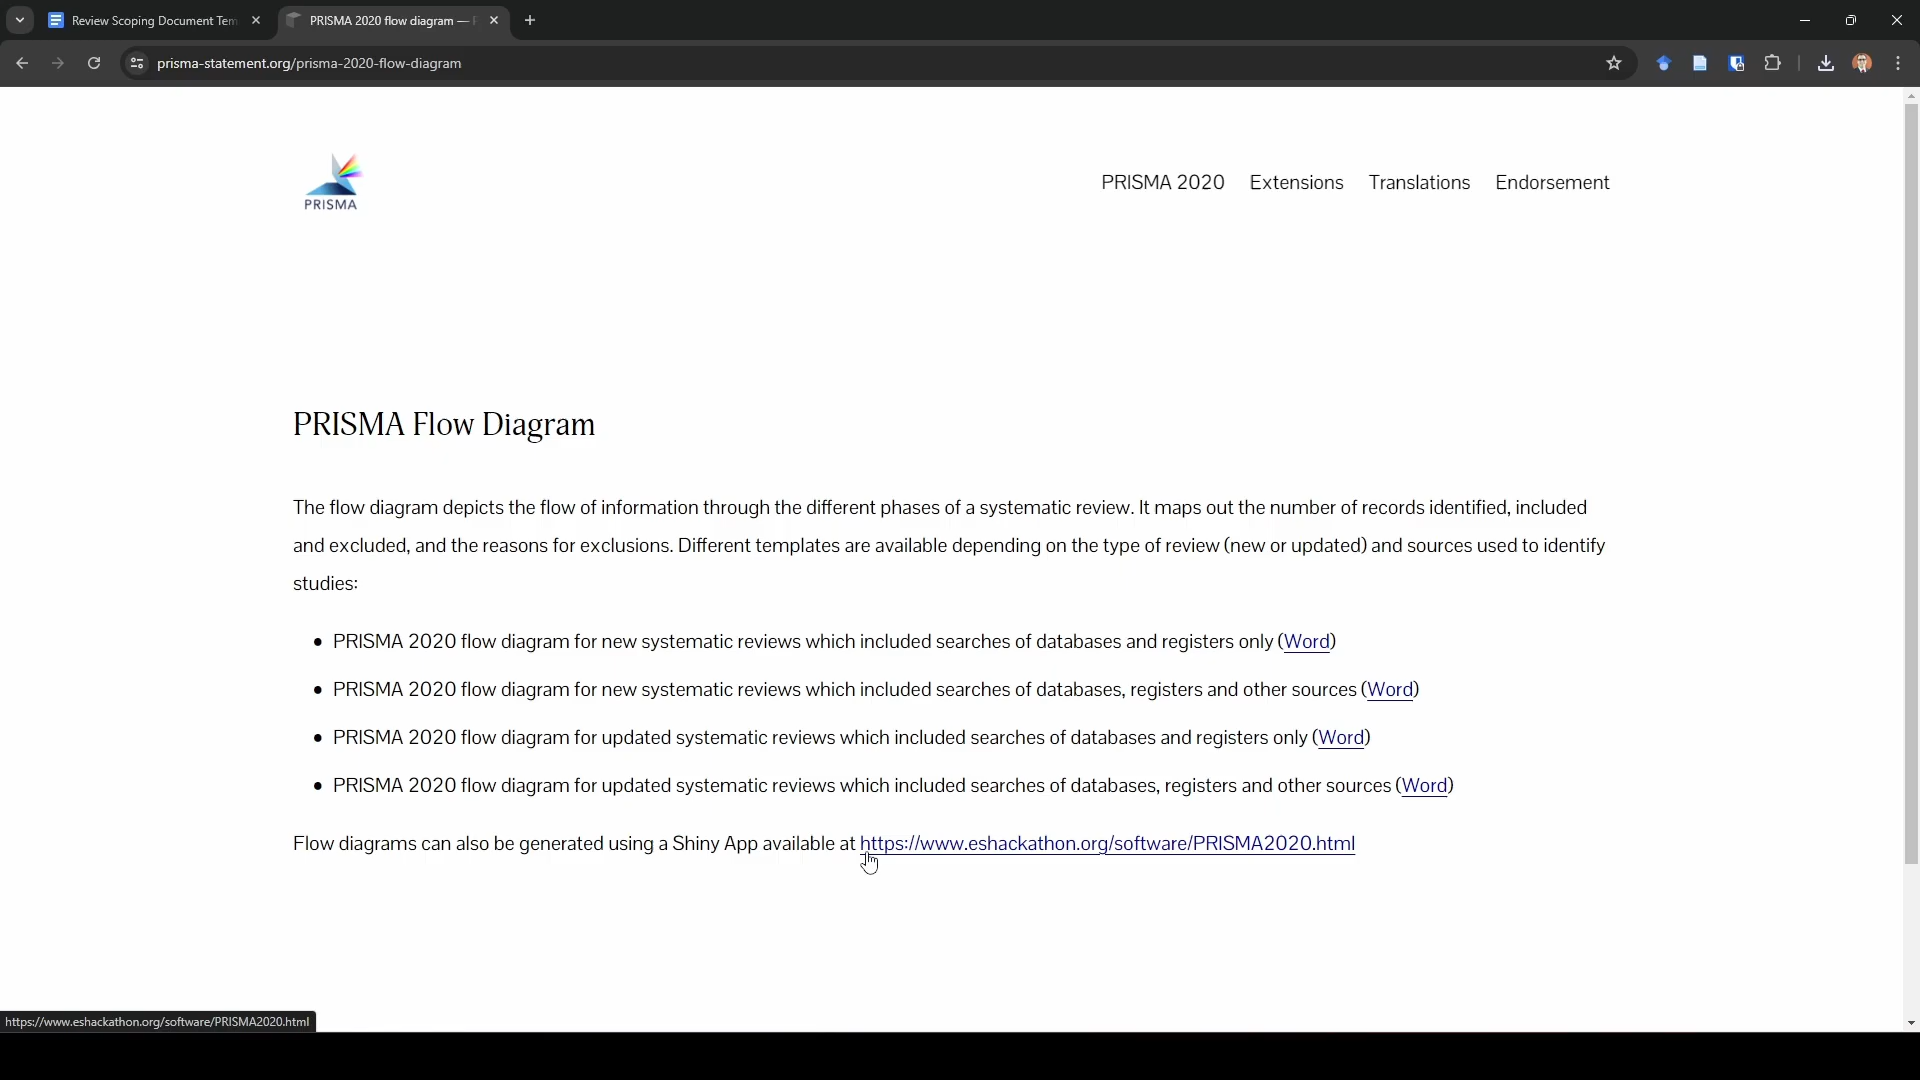 Review Scoping Document Tem
PRISMA 2020 flow diagram —
prisma-statement.org/prisma-2020-flow-diagram
PRISMA
PRISMA 2020 Extensions Translations Endorsement
PRISMA Flow Diagram
The flow diagram depicts the flow of information through the different phases of a systematic review. It maps out the number of records identified, included
and excluded, and the reasons for exclusions. Different templates are available depending on the type of review (new or updated) and sources used to identify
studies:
• PRISMA 2020 flow diagram for new systematic reviews which included searches of databases and registers only (Word)
• PRISMA 2020 flow diagram for new systematic reviews which included searches of databases, registers and other sources (Word)
• PRISMA 2020 flow diagram for updated systematic reviews which included searches of databases and registers only (Word)
• PRISMA 2020 flow diagram for updated systematic reviews which included searches of databases, registers and other sources (Word)
Flow diagrams can also be generated using a Shiny App available at https://www.eshackathon.org/software/PRISMA2020.html
https://www.eshackathon.org/software/PRISMA2020.html